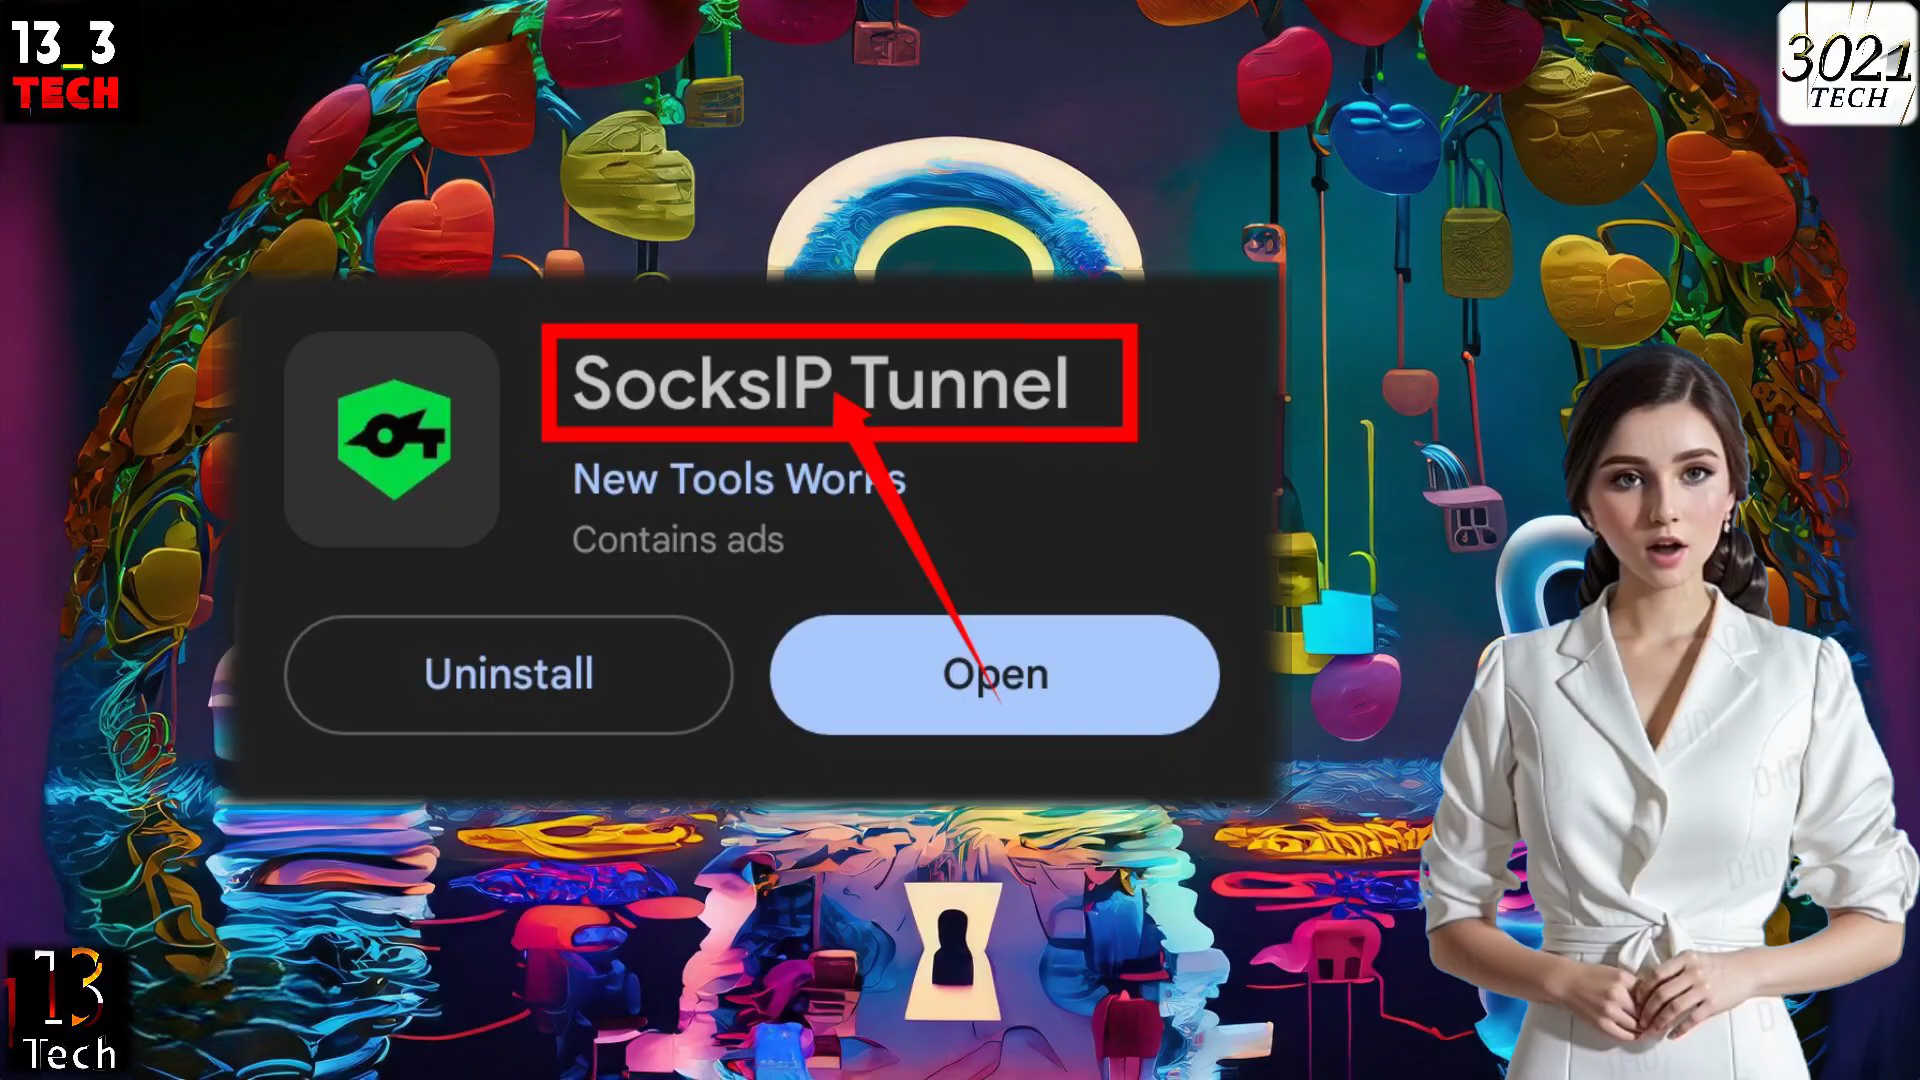 13_3
TECH
3021
TECH
SocksIP Tunnel
New Tools Works
Contains ads
Uninstall
Open
13
Tech